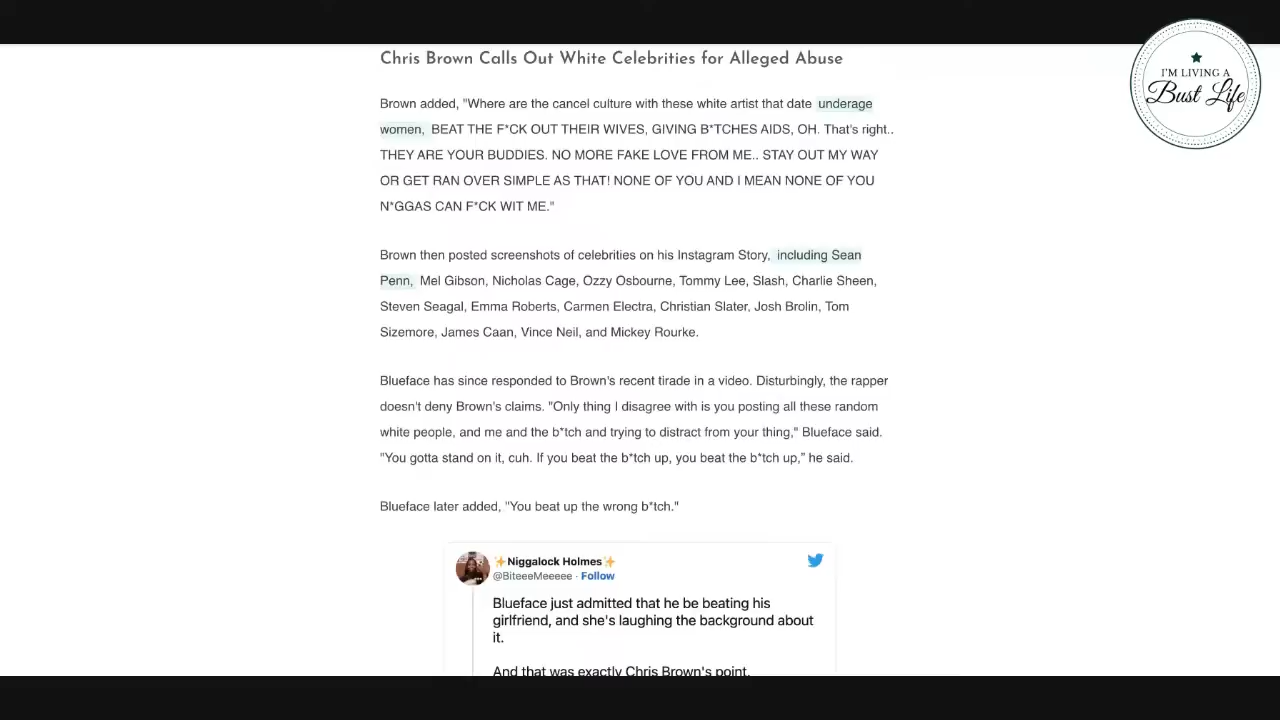 Chris Brown Calls Out White Celebrities for Alleged Abuse
I'M LIVING A
Bust Life
Brown added, "Where are the cancel culture with these white artist that date underage
women, BEAT THE F*CK OUT THEIR WIVES, GIVING B*TCHES AIDS, OH. That's right..
THEY ARE YOUR BUDDIES. NO MORE FAKE LOVE FROM ME.. STAY OUT MY WAY
OR GET RAN OVER SIMPLE AS THAT! NONE OF YOU AND I MEAN NONE OF YOU
N*GGAS CAN F*CK WIT ME."
Brown then posted screenshots of celebrities on his Instagram Story, including Sean
Penn, Mel Gibson, Nicholas Cage, Ozzy Osbourne, Tommy Lee, Slash, Charlie Sheen,
Steven Seagal, Emma Roberts, Carmen Electra, Christian Slater, Josh Brolin, Tom
Sizemore, James Caan, Vince Neil, and Mickey Rourke.
Blueface has since responded to Brown's recent tirade in a video. Disturbingly, the rapper
doesn't deny Brown's claims. "Only thing I disagree with is you posting all these random
white people, and me and the b*tch and trying to distract from your thing," Blueface said.
"You gotta stand on it, cuh. If you beat the b*tch up, you beat the b*tch up,” he said.
Blueface later added, "You beat up the wrong b*tch."
✨Niggalock Holmes✨
@BiteeeMeeeee · Follow
Blueface just admitted that he be beating his
girlfriend, and she's laughing the background about
it.
And that was exactly Chris Brown's point.